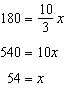 180 = 10/3 x
540 = 10x
54 = x